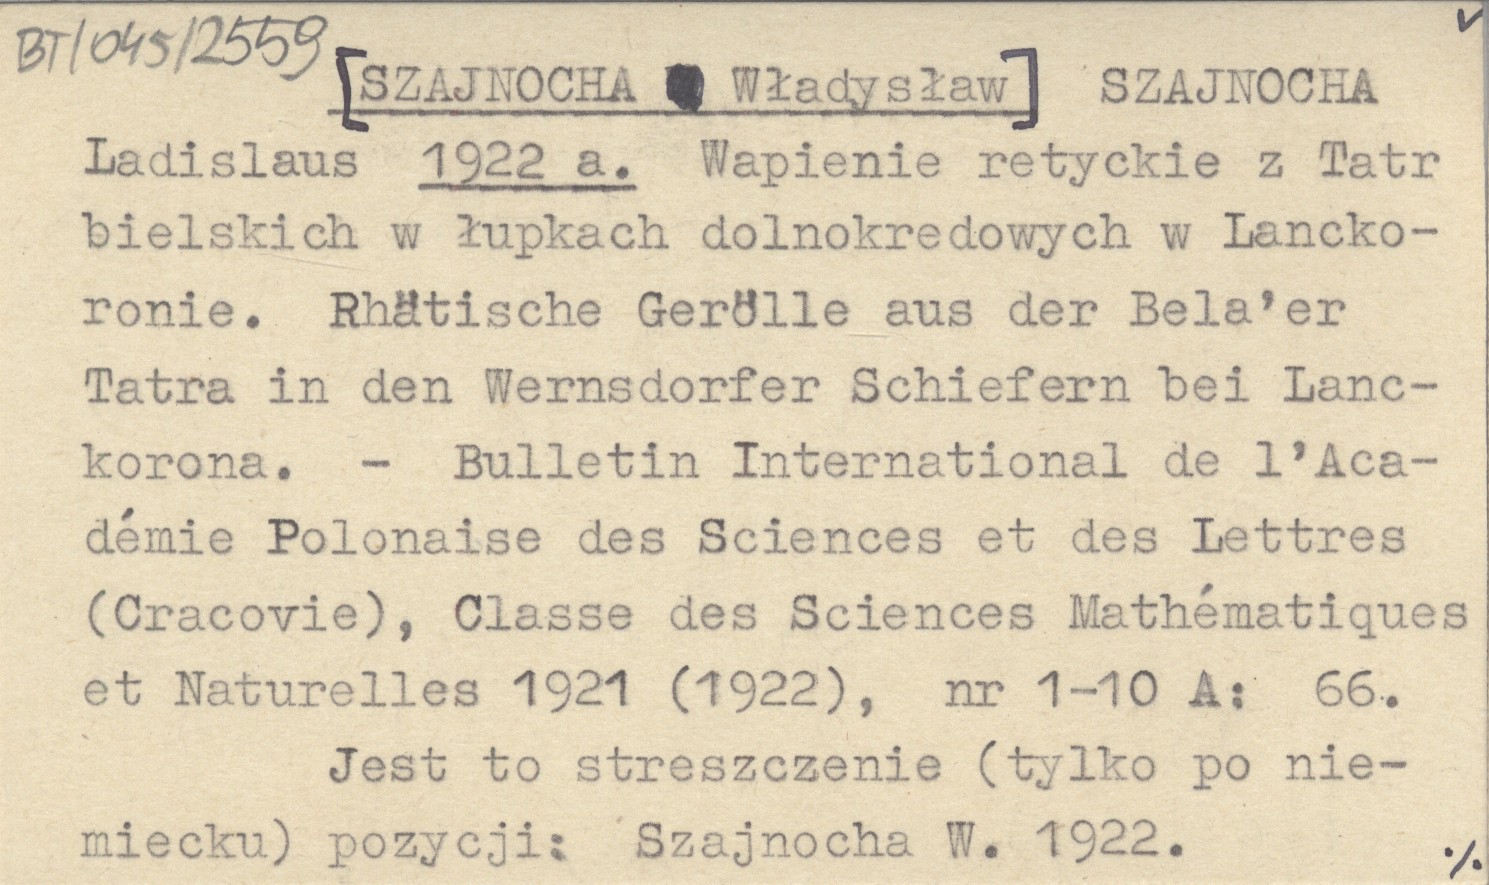 BT/045/2559
[SZAJNOCHA Władysław] SZAJNOCHA
Ladislaus 1922 a. Wapienie retyckie z Tatr
bielskich w łupkach dolnokredowych w Lancko-
ronie. Rhätische Gerölle aus der Bela'er
Tatra in den Wernsdorfer Schiefern bei Lanc-
korona. - Bulletin International de l'Aca-
démie Polonaise des Sciences et des Lettres
(Cracovie), Classe des Sciences Mathématiques
et Naturelles 1921 (1922), nr 1-10 A: 66.
Jest to streszczenie (tylko po nie-
miecku) pozycji: Szajnocha W. 1922.
./.